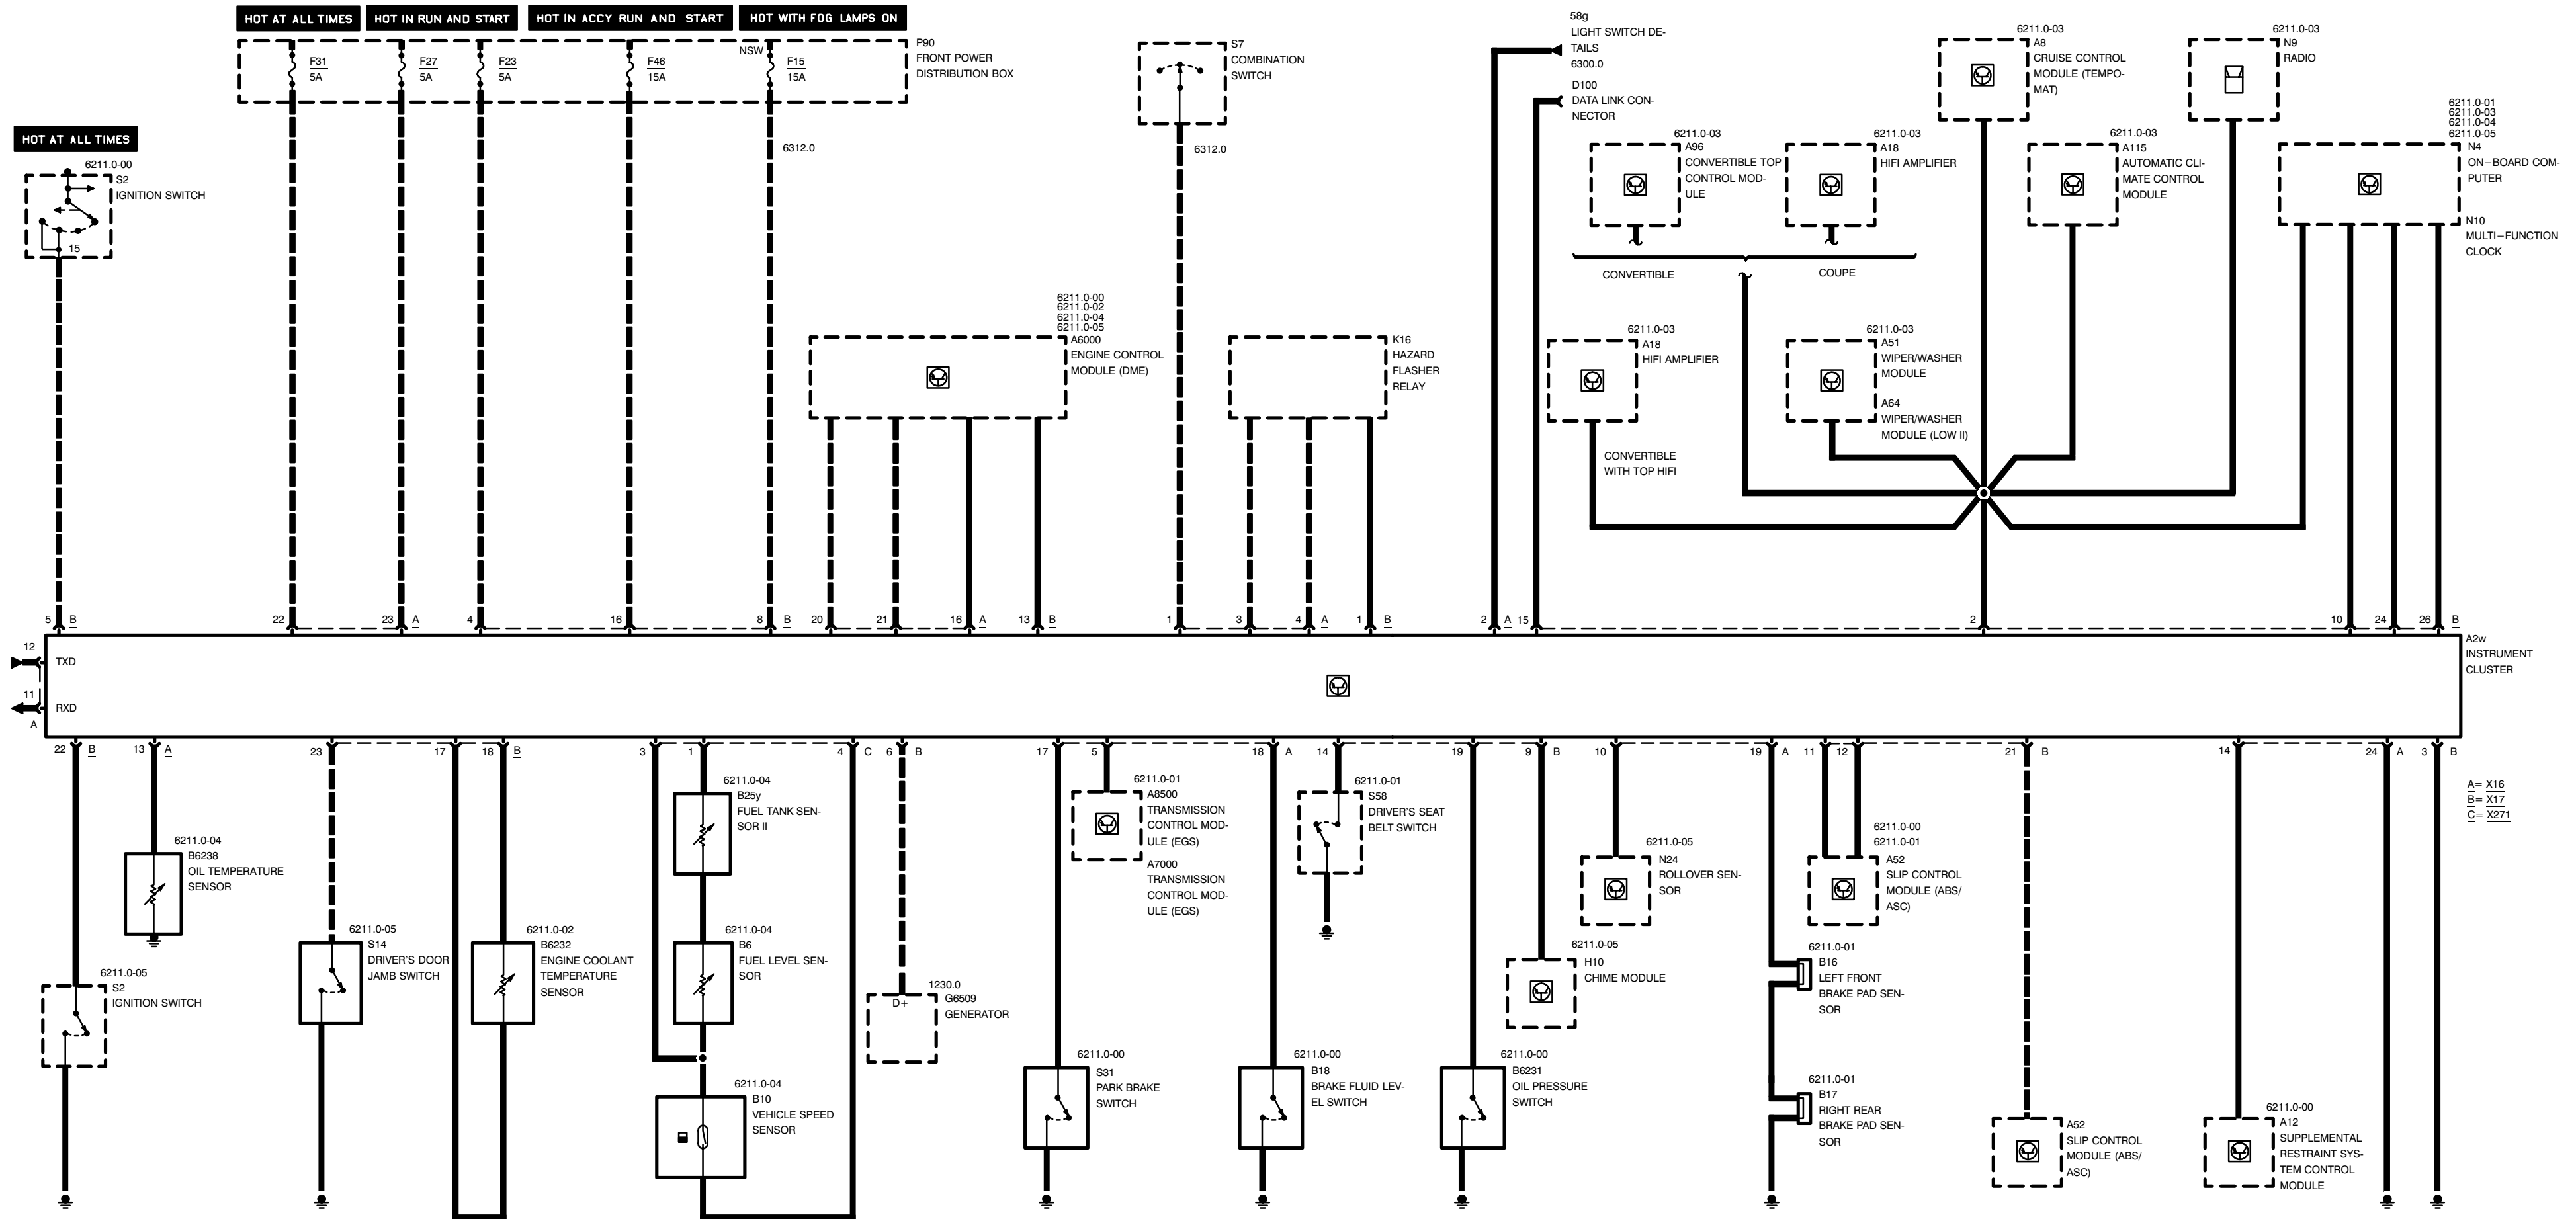 HOT AT ALL TIMES
HOT IN RUN AND START
HOT IN ACCY RUN AND START
HOT WITH FOG LAMPS ON
F31
5A
F27
5A
F23
5A
F46
15A
NSW
F15
15A
P90
FRONT POWER
DISTRIBUTION BOX
6312.0
HOT AT ALL TIMES
6211.0-00
S2
IGNITION SWITCH
15
S7
COMBINATION
SWITCH
6312.0
58g
LIGHT SWITCH DE-
TAILS
6300.0
D100
DATA LINK CON-
NECTOR
6211.0-03
A8
CRUISE CONTROL
MODULE (TEMPO-
MAT)
6211.0-03
N9
RADIO
6211.0-03
A96
CONVERTIBLE TOP
CONTROL MOD-
ULE
6211.0-03
A18
HIFI AMPLIFIER
6211.0-03
A115
AUTOMATIC CLI-
MATE CONTROL
MODULE
6211.0-01
6211.0-03
6211.0-04
6211.0-05
N4
ON-BOARD COM-
PUTER
N10
MULTI-FUNCTION
CLOCK
CONVERTIBLE
COUPE
6211.0-00
6211.0-02
6211.0-04
6211.0-05
A6000
ENGINE CONTROL
MODULE (DME)
K16
HAZARD
FLASHER
RELAY
6211.0-03
A18
HIFI AMPLIFIER
6211.0-03
A51
WIPER/WASHER
MODULE
A64
WIPER/WASHER
MODULE (LOW II)
CONVERTIBLE
WITH TOP HIFI
5 B 22 23 A 4 16 8 B 20 21 16 A 13 B 1 3 4 A 1 B 2 A 15 2 10 24 26 B
A2w
INSTRUMENT
CLUSTER
12
TXD
11
RXD
A
22 B 13 A 23 17 18 B 3 1 4 C 6 B 17 5 18 A 14 19 9 B 10 19 A 11 12 21 B 14 24 A 3 B
A= X16
B= X17
C= X271
6211.0-04
B25y
FUEL TANK SEN-
SOR II
6211.0-01
A8500
TRANSMISSION
CONTROL MOD-
ULE (EGS)
A7000
TRANSMISSION
CONTROL MOD-
ULE (EGS)
6211.0-01
S58
DRIVER'S SEAT
BELT SWITCH
6211.0-04
B6238
OIL TEMPERATURE
SENSOR
6211.0-05
N24
ROLLOVER SEN-
SOR
6211.0-00
6211.0-01
A52
SLIP CONTROL
MODULE (ABS/
ASC)
6211.0-05
S2
IGNITION SWITCH
6211.0-05
S14
DRIVER'S DOOR
JAMB SWITCH
6211.0-02
B6232
ENGINE COOLANT
TEMPERATURE
SENSOR
6211.0-04
B6
FUEL LEVEL SEN-
SOR
1230.0
D+
G6509
GENERATOR
6211.0-05
H10
CHIME MODULE
6211.0-01
B16
LEFT FRONT
BRAKE PAD SEN-
SOR
6211.0-04
B10
VEHICLE SPEED
SENSOR
6211.0-00
S31
PARK BRAKE
SWITCH
6211.0-00
B18
BRAKE FLUID LEV-
EL SWITCH
6211.0-00
B6231
OIL PRESSURE
SWITCH
6211.0-01
B17
RIGHT REAR
BRAKE PAD SEN-
SOR
A52
SLIP CONTROL
MODULE (ABS/
ASC)
6211.0-00
A12
SUPPLEMENTAL
RESTRAINT SYS-
TEM CONTROL
MODULE